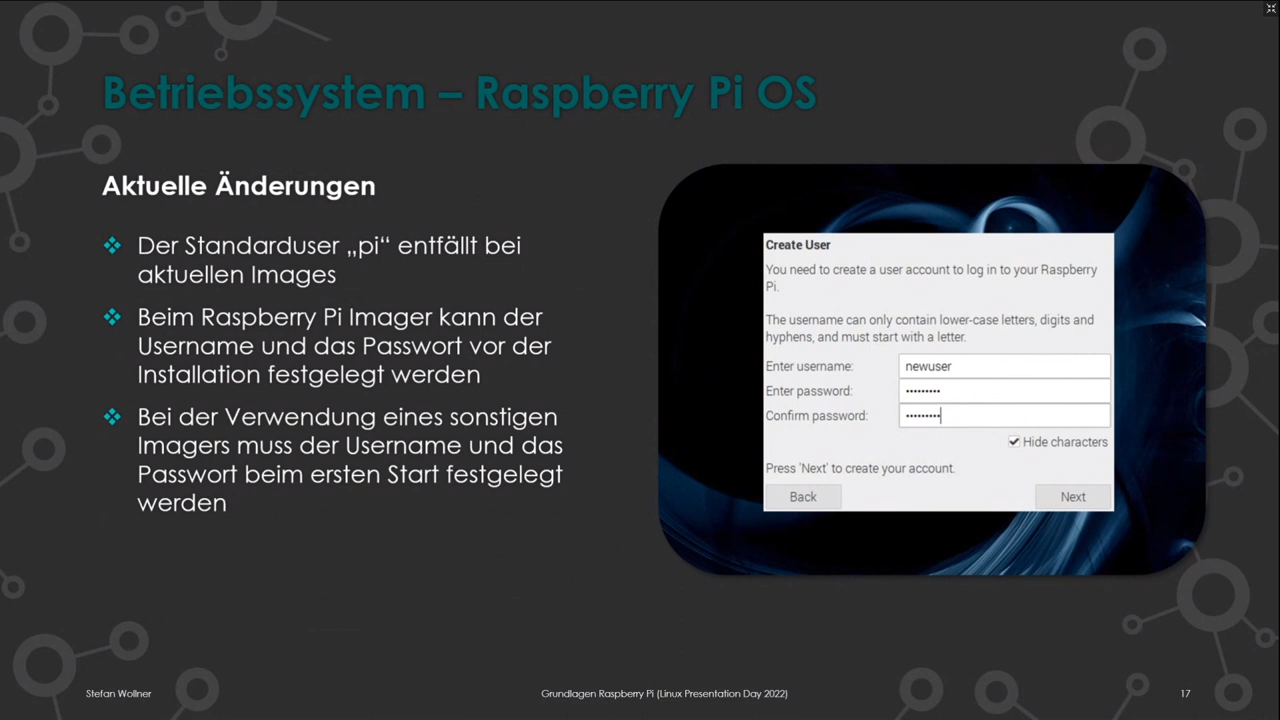 Betriebssystem – Raspberry Pi OS
Aktuelle Änderungen
Der Standarduser „pi“ entfällt bei
aktuellen Images
Beim Raspberry Pi Imager kann der
Username und das Passwort vor der
Installation festgelegt werden
Bei der Verwendung eines sonstigen
Imagers muss der Username und das
Passwort beim ersten Start festgelegt
werden
Create User
You need to create a user account to log in to your Raspberry
Pi.
The username can only contain lower-case letters, digits and
hyphens, and must start with a letter.
Enter username: newuser
Enter password: •••••••••
Confirm password: •••••••••
Hide characters
Press 'Next' to create your account.
Back Next
Stefan Wollner Grundlagen Raspberry Pi (Linux Presentation Day 2022) 17